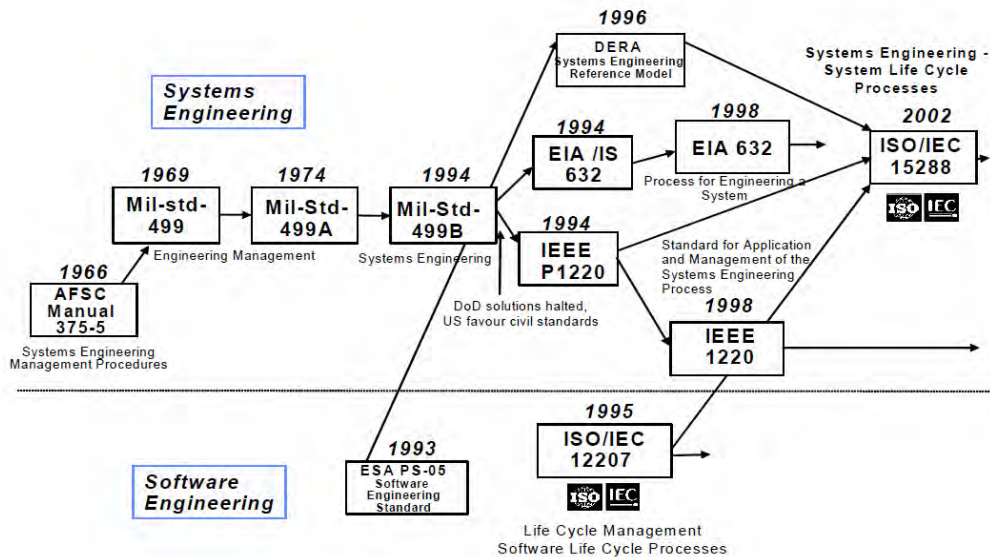 1996
DERA
Systems Engineering
Reference Model
Systems Engineering -
System Life Cycle
Processes
2002
ISO/IEC
15288
ISO IEC
Systems
Engineering
1994
EIA /IS
632
1998
EIA 632
Process for Engineering a
System
1969
Mil-std-
499
1974
Mil-Std-
499A
1994
Mil-Std-
499B
Engineering Management
Systems Engineering
1994
IEEE
P1220
Standard for Application
and Management of the
Systems Engineering
Process
1966
AFSC
Manual
375-5
Systems Engineering
Management Procedures
DoD solutions halted,
US favour civil standards
1998
IEEE
1220
1995
ISO/IEC
12207
ISO IEC
Life Cycle Management
Software Life Cycle Processes
1993
ESA PS-05
Software
Engineering
Standard
Software
Engineering